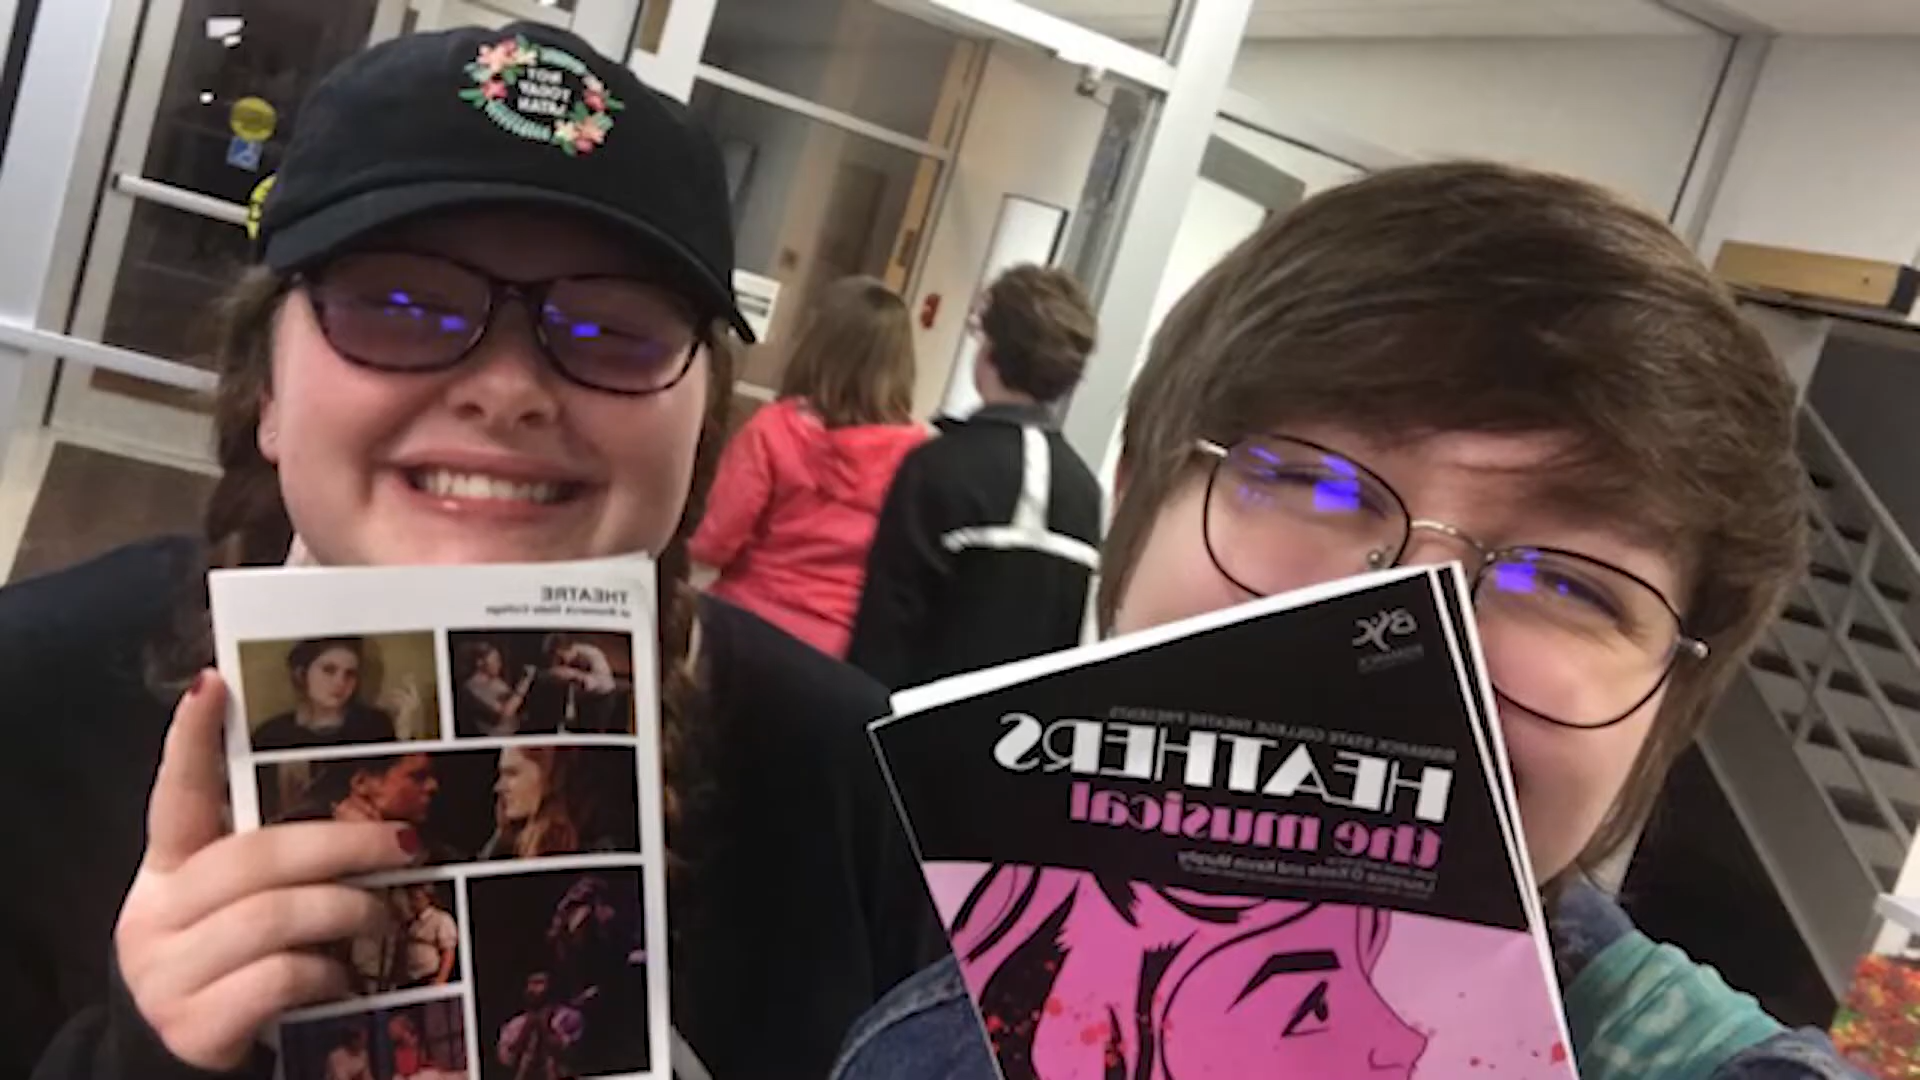 NOT
TODAY
SATAN
THEATRE
at Bismarck State College
BSC
BISMARCK STATE COLLEGE THEATRE PRESENTS
HEATHERS
the musical
Laurence O'Keefe and Kevin Murphy